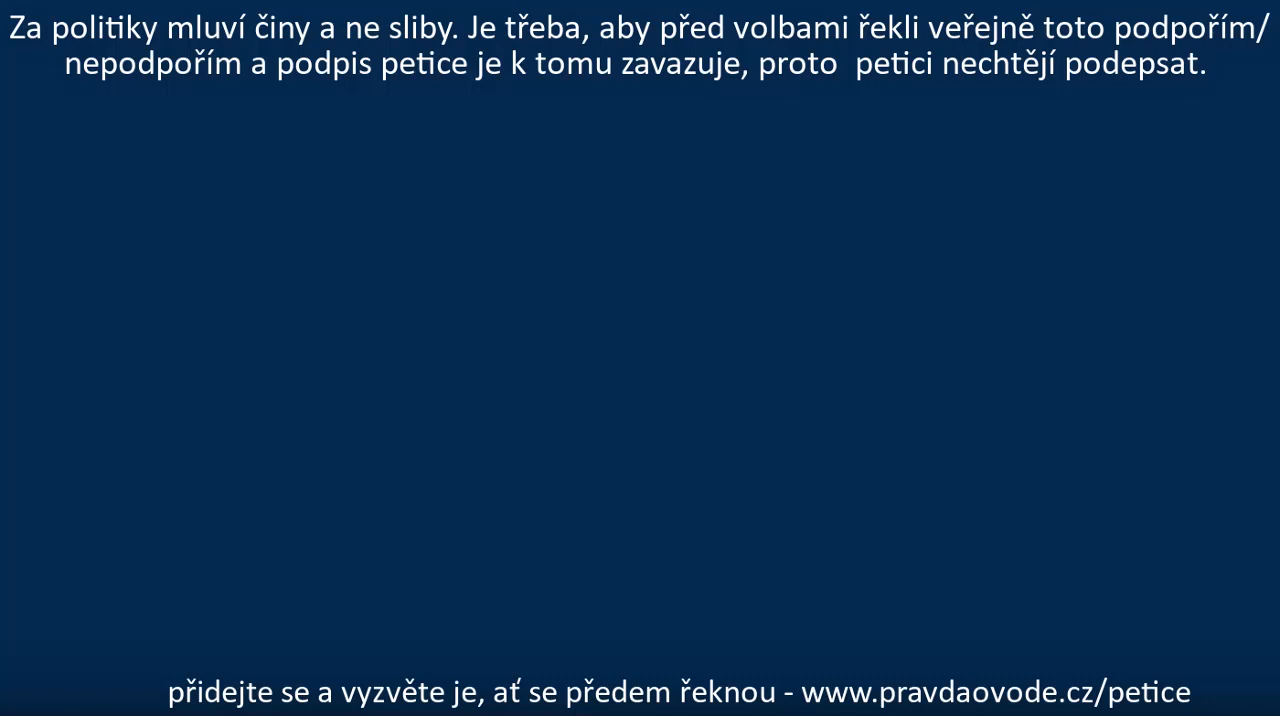 Za politiky mluví činy a ne sliby. Je třeba, aby před volbami řekli veřejně toto podpořím/
nepodpořím a podpis petice je k tomu zavazuje, proto  petici nechtějí podepsat.
přidejte se a vyzvěte je, ať se předem řeknou - www.pravdaovode.cz/petice